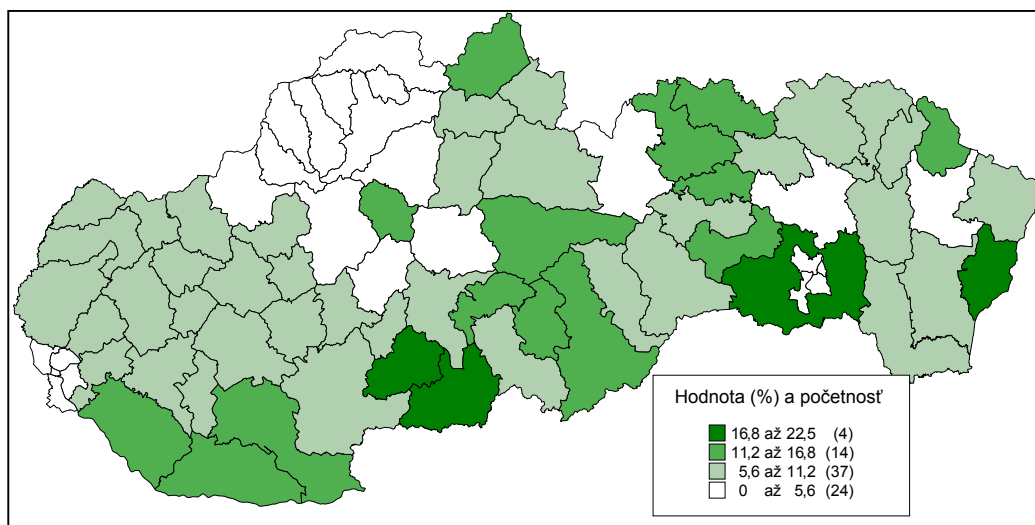 Hodnota (%) a početnosť
16,8 až 22,5 (4)
11,2 až 16,8 (14)
5,6 až 11,2 (37)
0 až 5,6 (24)